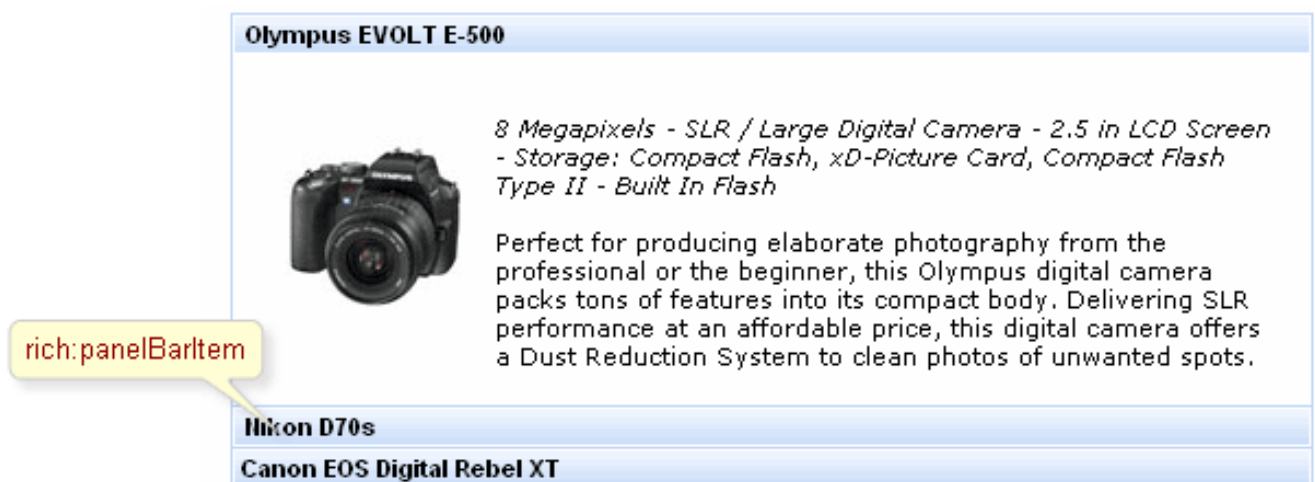 Olympus EVOLT E-500
8 Megapixels - SLR / Large Digital Camera - 2.5 in LCD Screen
- Storage: Compact Flash, xD-Picture Card, Compact Flash
Type II - Built In Flash
OLYMPUS
Perfect for producing elaborate photography from the
professional or the beginner, this Olympus digital camera
packs tons of features into its compact body. Delivering SLR
performance at an affordable price, this digital camera offers
a Dust Reduction System to clean photos of unwanted spots.
rich:panelBarItem
Nikon D70s
Canon EOS Digital Rebel XT